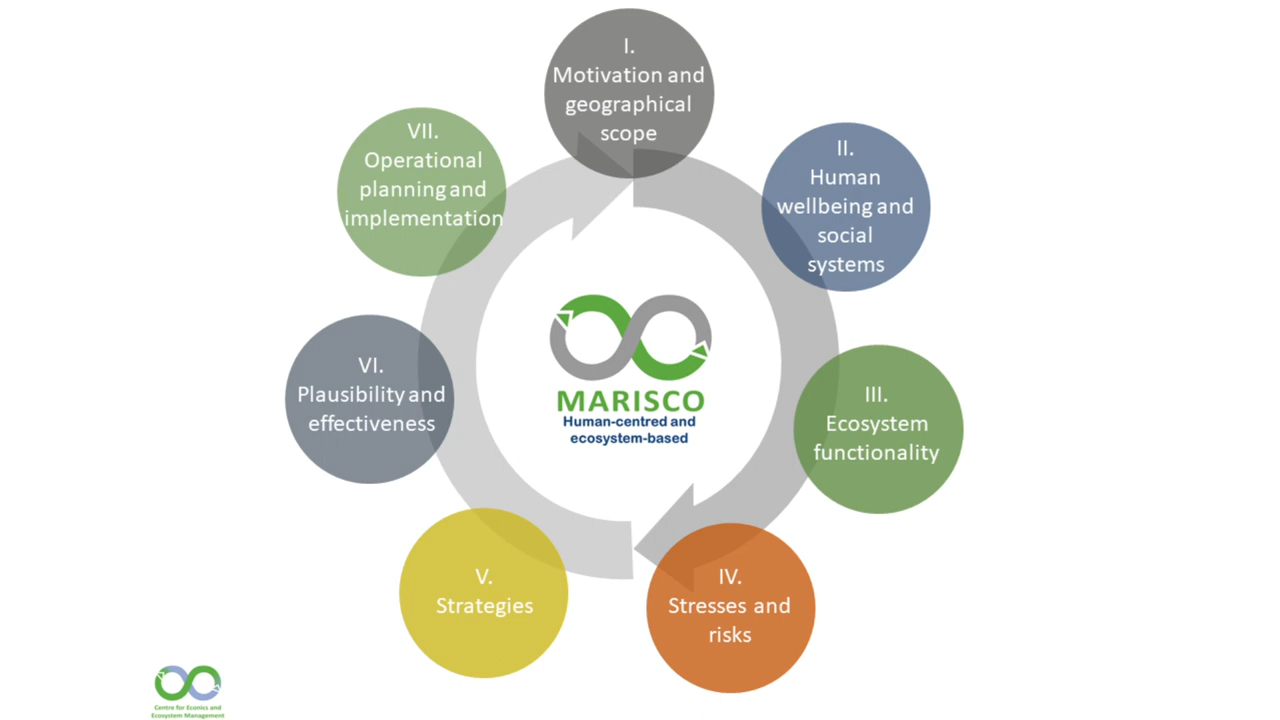 I.
Motivation and
geographical
scope
II.
Human
wellbeing and
social
systems
III.
Ecosystem
functionality
IV.
Stresses and
risks
V.
Strategies
VI.
Plausibility and
effectiveness
VII.
Operational
planning and
implementation
MARISCO
Human-centred and
ecosystem-based
Centre for Econics and
Ecosystem Management